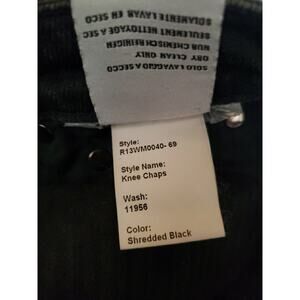 SOLAMENTE LAVAR EN SECO
SEULEMENT NETTOYAGE A SEC
NUR CHEMISCH REINIGEN
DRY CLEAN ONLY
SOLO LAVAGGIO A SECCO
Style:
R13WM0040- 69
Style Name:
Knee Chaps
Wash:
11956
Color:
Shredded Black